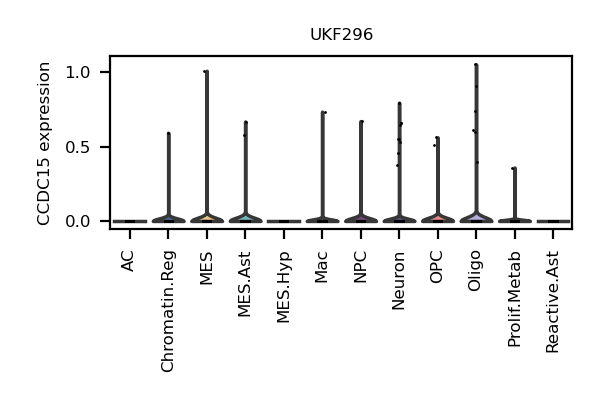 UKF296
CCDC15 expression
1.0
0.5
0.0
AC
Chromatin.Reg
MES
MES.Ast
MES.Hyp
Mac
NPC
Neuron
OPC
Oligo
Prolif.Metab
Reactive.Ast